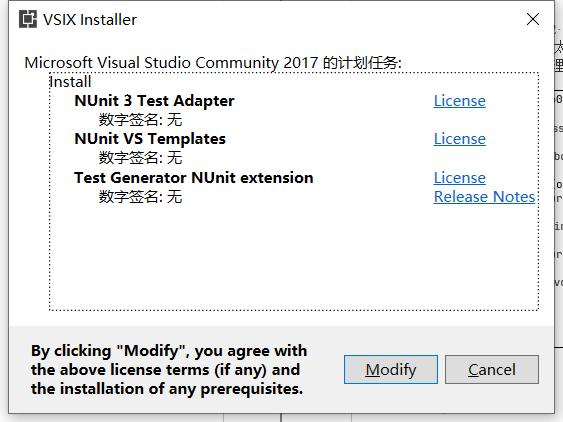 VSIX Installer
Microsoft Visual Studio Community 2017 的计划任务:
Install
NUnit 3 Test Adapter License
数字签名: 无
NUnit VS Templates License
数字签名: 无
Test Generator NUnit extension License
数字签名: 无 Release Notes
By clicking "Modify", you agree with
the above license terms (if any) and
the installation of any prerequisites.
Modify Cancel